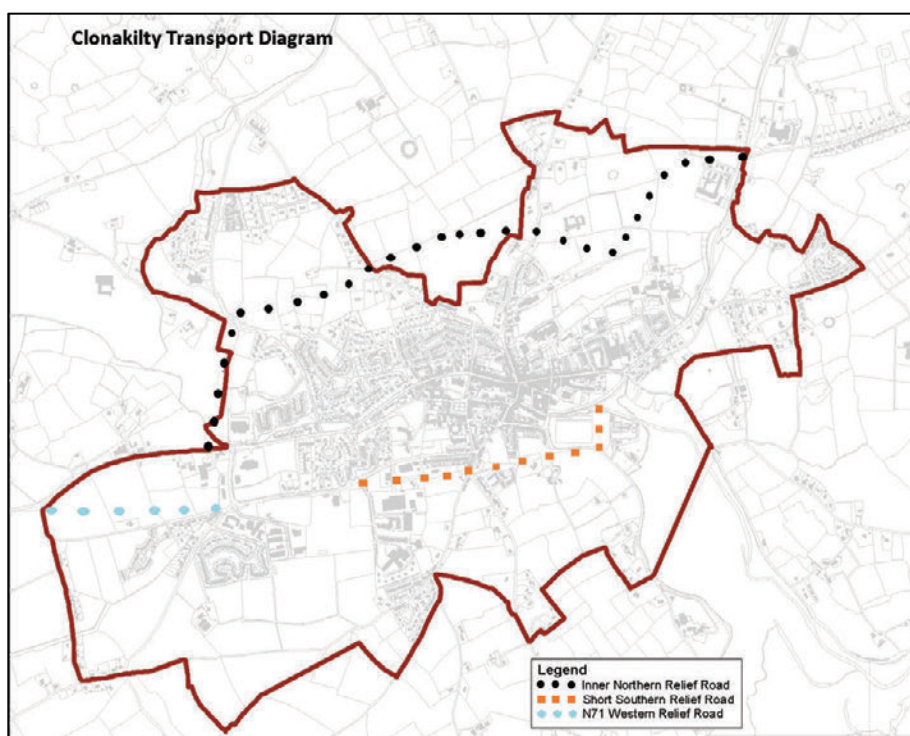 Clonakilty Transport Diagram
Legend
Inner Northern Relief Road
Short Southern Relief Road
N71 Western Relief Road